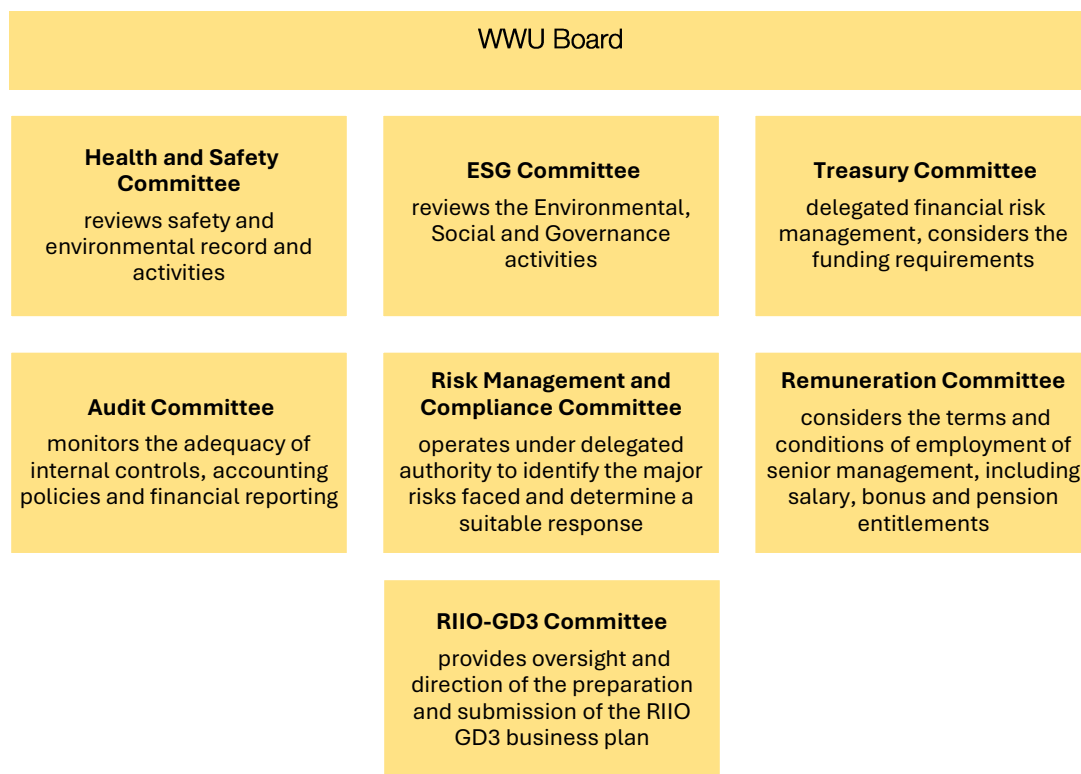 WWU Board
Health and Safety
Committee
reviews safety and
environmental record and
activities
ESG Committee
reviews the Environmental,
Social and Governance
activities
Treasury Committee
delegated financial risk
management, considers the
funding requirements
Audit Committee
monitors the adequacy of
internal controls, accounting
policies and financial reporting
Risk Management and
Compliance Committee
operates under delegated
authority to identify the major
risks faced and determine a
suitable response
Remuneration Committee
considers the terms and
conditions of employment of
senior management, including
salary, bonus and pension
entitlements
RIIO-GD3 Committee
provides oversight and
direction of the preparation
and submission of the RIIO
GD3 business plan